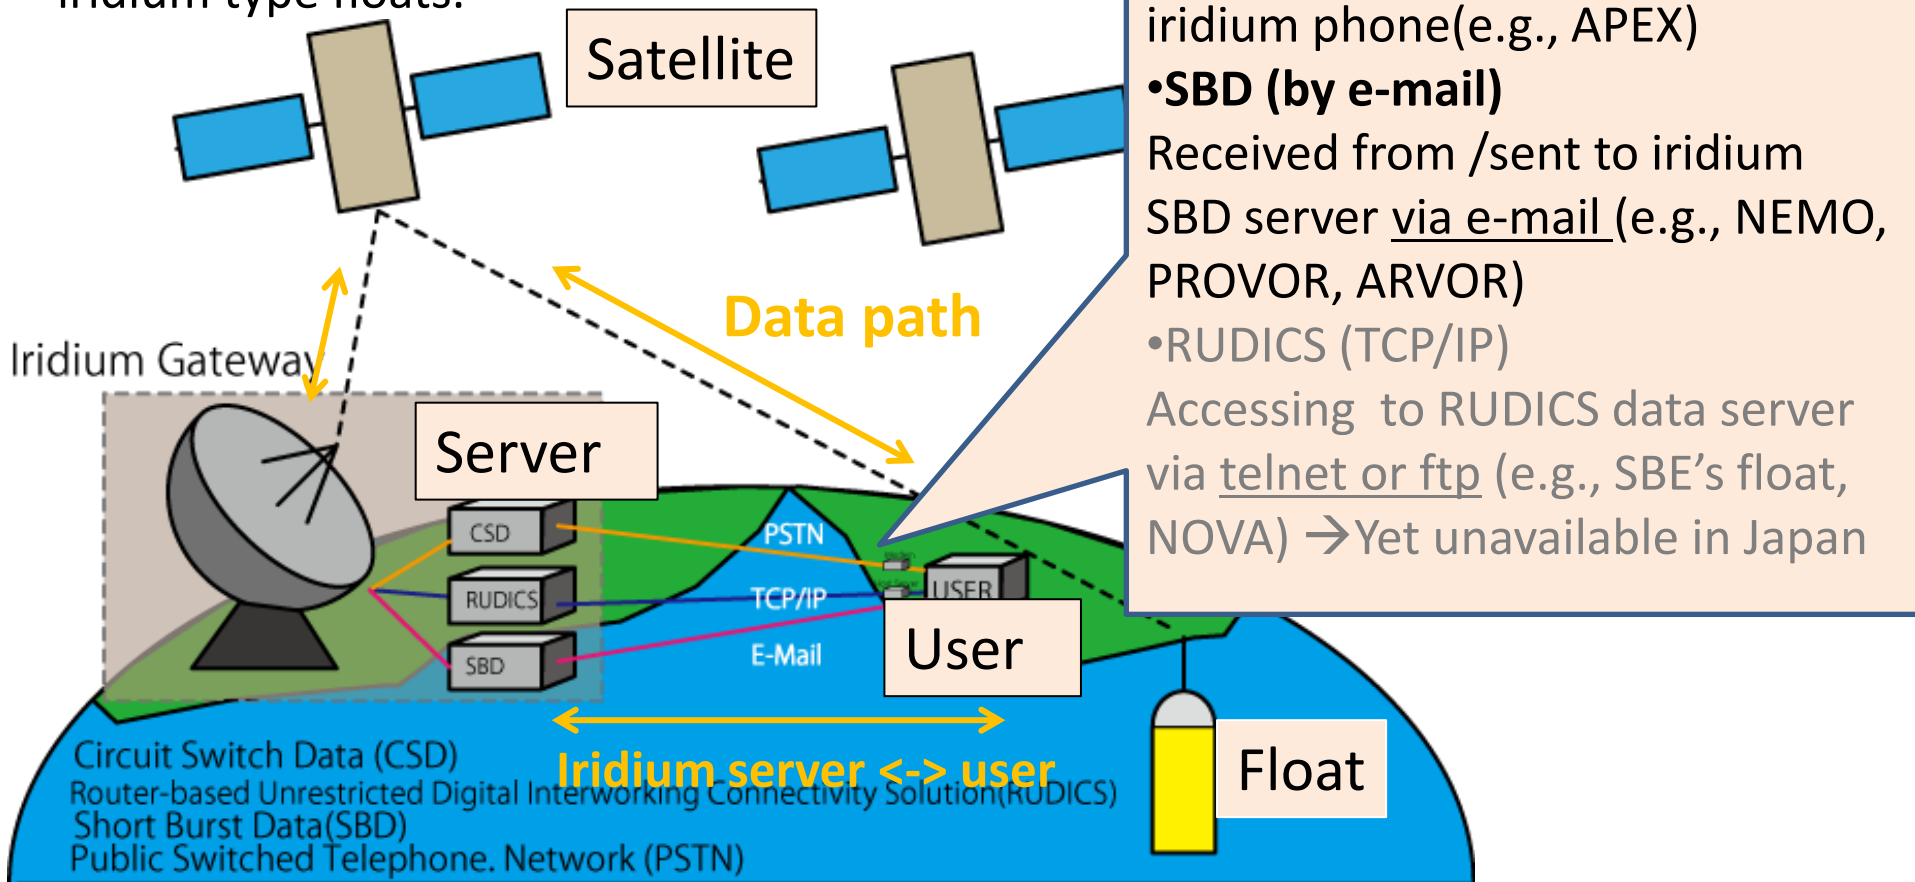 iridium type floats.
Satellite
iridium phone(e.g., APEX)
•SBD (by e-mail)
Received from /sent to iridium
SBD server via e-mail (e.g., NEMO,
PROVOR, ARVOR)
•RUDICS (TCP/IP)
Accessing to RUDICS data server
via telnet or ftp (e.g., SBE’s float,
NOVA) →Yet unavailable in Japan
Data path
Iridium Gateway
Server
CSD
RUDICS
SBD
PSTN
TCP/IP
E-Mail
USER
User
Float
Iridium server <-> user
Circuit Switch Data (CSD)
Router-based Unrestricted Digital Interworking Connectivity Solution(RUDICS)
Short Burst Data(SBD)
Public Switched Telephone. Network (PSTN)